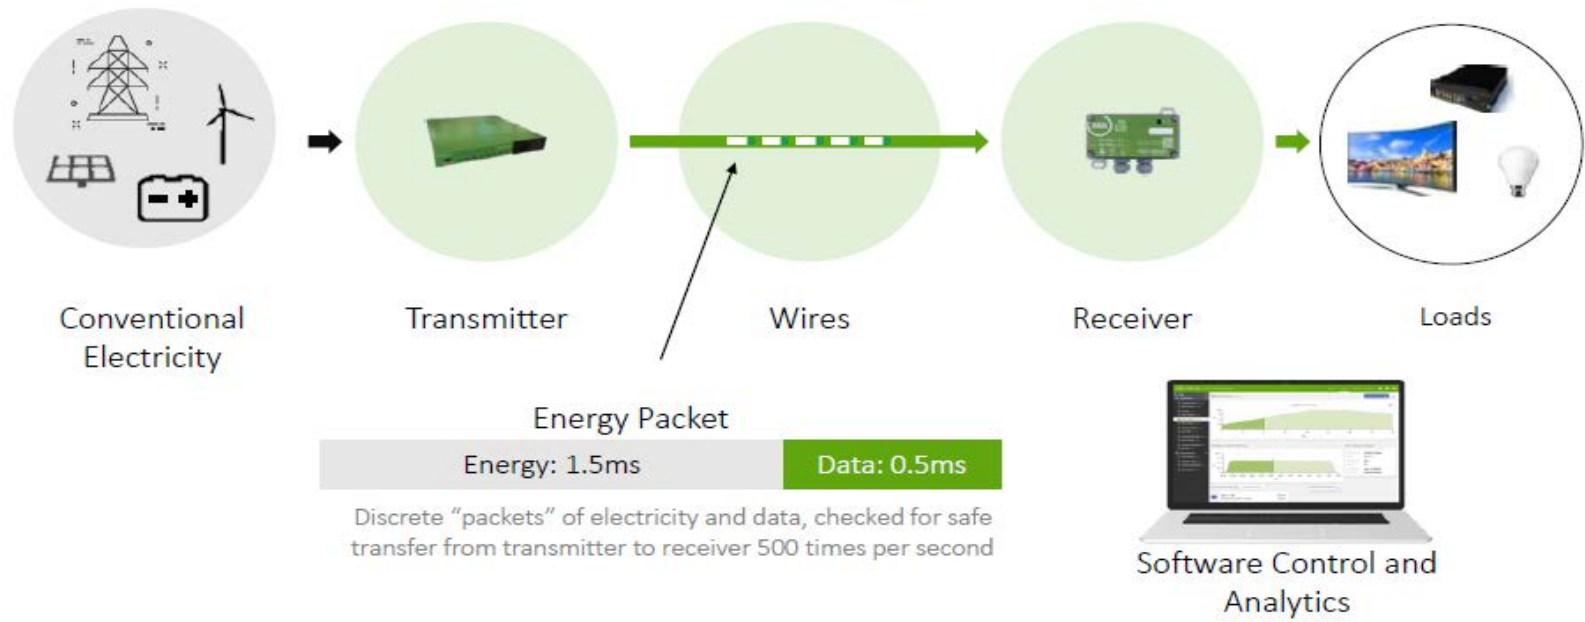 Conventional
Electricity
Transmitter
Wires
Receiver
Loads
Energy Packet
Energy: 1.5ms
Data: 0.5ms
Discrete “packets” of electricity and data, checked for safe
transfer from transmitter to receiver 500 times per second
Software Control and
Analytics